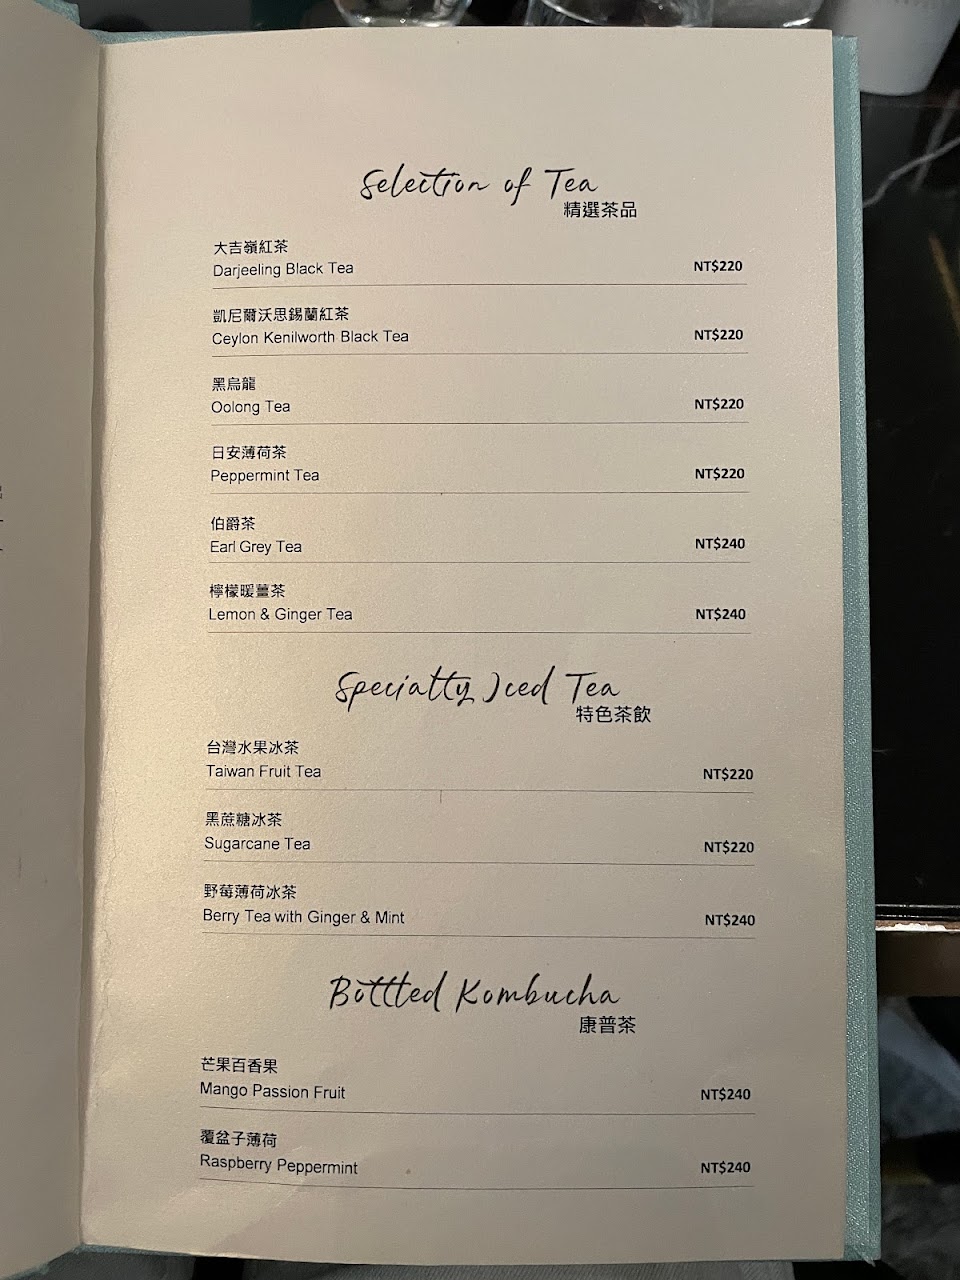 Selection of Tea
精選茶品
大吉嶺紅茶
Darjeeling Black Tea NT$220
凱尼爾沃思錫蘭紅茶
Ceylon Kenilworth Black Tea NT$220
黑烏龍
Oolong Tea NT$220
日安薄荷茶
Peppermint Tea NT$220
伯爵茶
Earl Grey Tea NT$240
檸檬暖薑茶
Lemon & Ginger Tea NT$240
Specialty Iced Tea
特色茶飲
台灣水果冰茶
Taiwan Fruit Tea NT$220
黑蔗糖冰茶
Sugarcane Tea NT$220
野莓薄荷冰茶
Berry Tea with Ginger & Mint NT$240
Bottled Kombucha
康普茶
芒果百香果
Mango Passion Fruit NT$240
覆盆子薄荷
Raspberry Peppermint NT$240